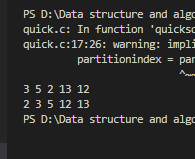 PS D:\Data structure and algo
quick.c: In function 'quickso
quick.c:17:26: warning: impli
partitionindex = par
^~
3 5 2 13 12
2 3 5 12 13
PS D:\Data structure and algo